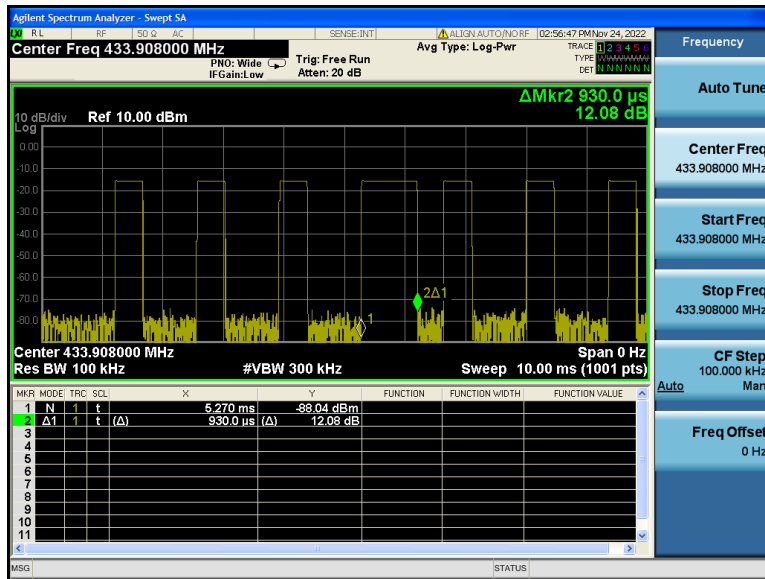 Agilent Spectrum Analyzer - Swept SA
LXI RL RF 50 Ω AC SENSE:INT ALIGN AUTO/NO RF 02:56:47 PM Nov 24, 2022
Center Freq 433.908000 MHz
PNO: Wide
IFGain:Low
Trig: Free Run
Atten: 20 dB
Avg Type: Log-Pwr
TRACE 1 2 3 4 5 6
TYPE WWWWWW
DET N N N N N N
ΔMkr2 930.0 µs
12.08 dB
10 dB/div Ref 10.00 dBm
Log
0.00
-10.0
-20.0
-30.0
-40.0
-50.0
-60.0
-70.0
-80.0
2Δ1
1
Center 433.908000 MHz Span 0 Hz
Res BW 100 kHz #VBW 300 kHz Sweep 10.00 ms (1001 pts)
MKR MODE TRC SCL X Y FUNCTION FUNCTION WIDTH FUNCTION VALUE
1 N 1 t 5.270 ms -88.04 dBm
2 Δ1 1 t (Δ) 930.0 µs (Δ) 12.08 dB
3
4
5
6
7
8
9
10
11
MSG STATUS
Frequency
Auto Tune
Center Freq
433.908000 MHz
Start Freq
433.908000 MHz
Stop Freq
433.908000 MHz
CF Step
100.000 kHz
Auto Man
Freq Offset
0 Hz